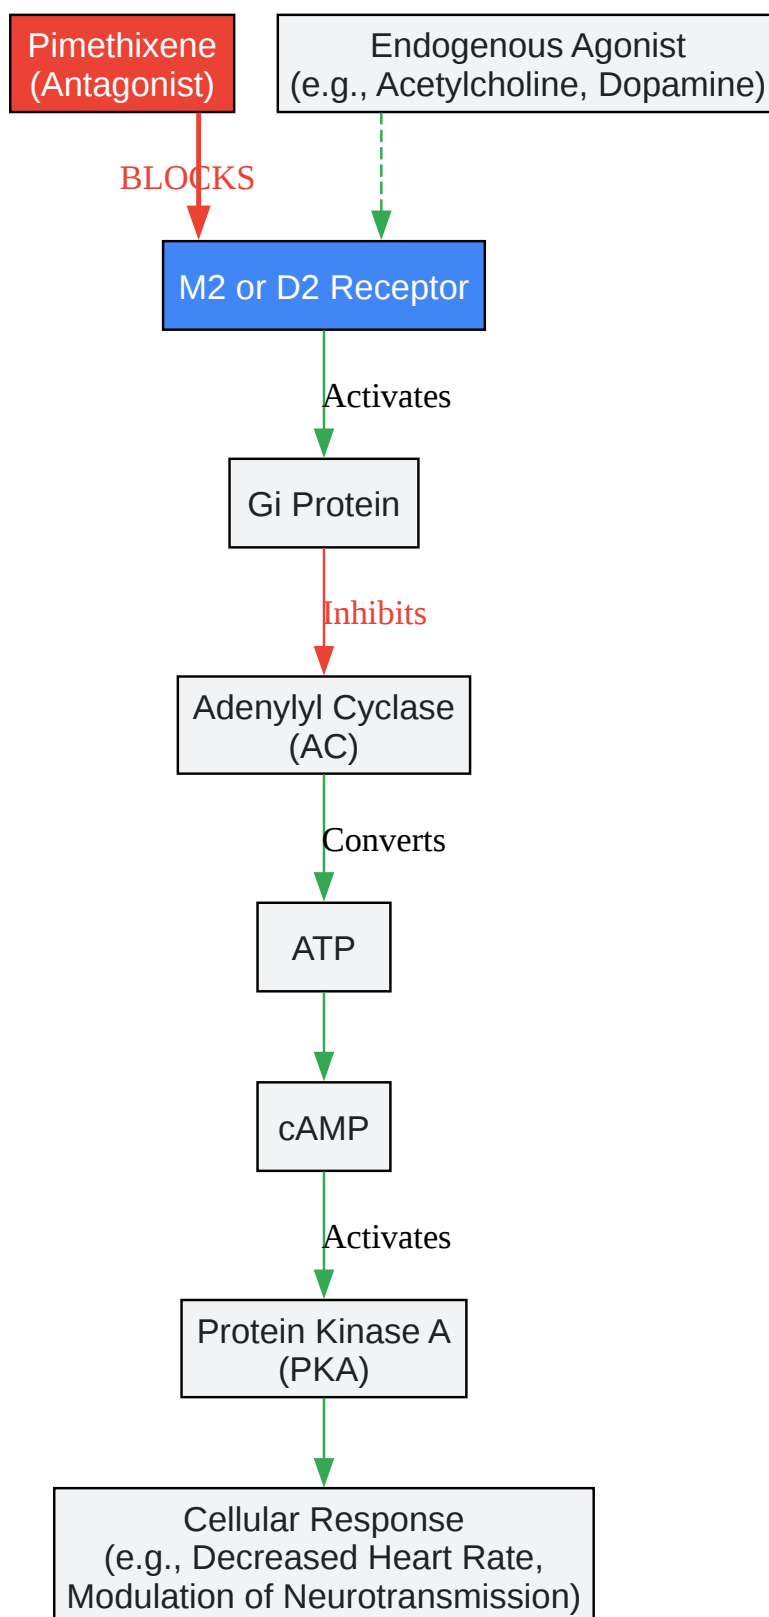 Pimethixene
(Antagonist)
Endogenous Agonist
(e.g., Acetylcholine, Dopamine)
BLOCKS
M2 or D2 Receptor
Activates
Gi Protein
Inhibits
Adenylyl Cyclase
(AC)
Converts
ATP
cAMP
Activates
Protein Kinase A
(PKA)
Cellular Response
(e.g., Decreased Heart Rate,
Modulation of Neurotransmission)